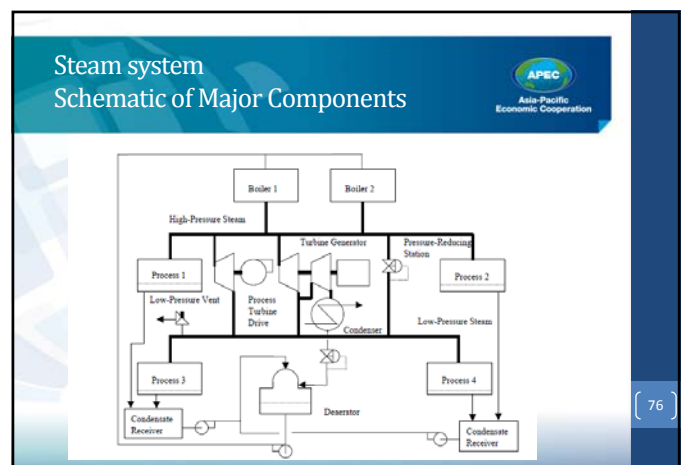 Steam system
Schematic of Major Components
APEC
Asia-Pacific
Economic Cooperation
Boiler 1
Boiler 2
High-Pressure Steam
Turbine Generator
Pressure-Reducing
Station
Process 1
Process 2
Low-Pressure Vent
Process
Turbine
Drive
Condenser
Low-Pressure Steam
Process 3
Process 4
Deaerator
Condensate
Receiver
Condensate
Receiver
76